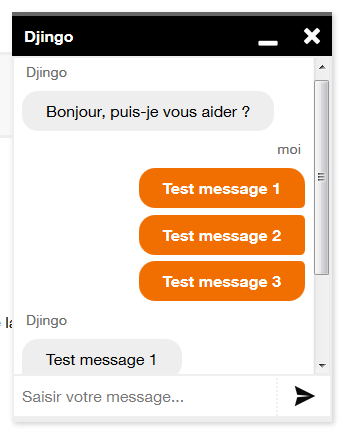 Djingo
Djingo
Bonjour, puis-je vous aider ?
moi
Test message 1
Test message 2
Test message 3
Djingo
Test message 1
Saisir votre message...